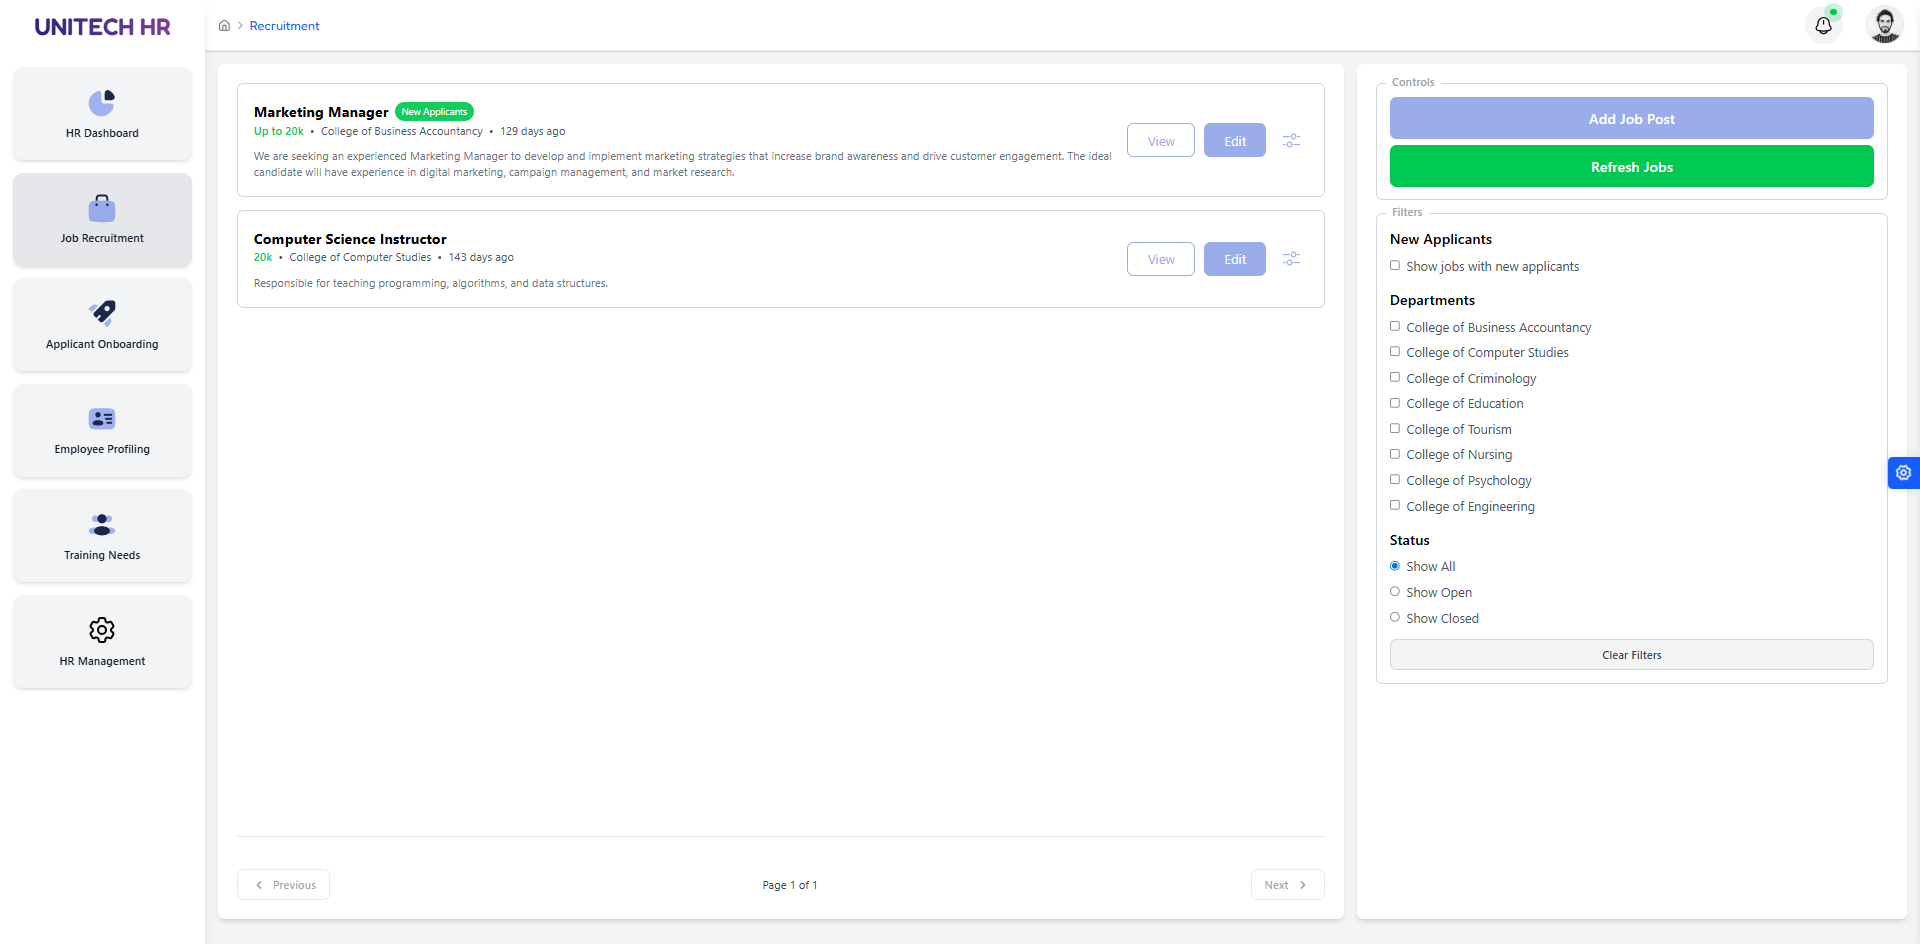 UNITECH HR
HR Dashboard
Job Recruitment
Applicant Onboarding
Employee Profiling
Training Needs
HR Management
Recruitment
Marketing Manager New Applicants
Up to 20k • College of Business Accountancy • 129 days ago
We are seeking an experienced Marketing Manager to develop and implement marketing strategies that increase brand awareness and drive customer engagement. The ideal
candidate will have experience in digital marketing, campaign management, and market research.
View
Edit
Computer Science Instructor
20k • College of Computer Studies • 143 days ago
Responsible for teaching programming, algorithms, and data structures.
View
Edit
Previous
Page 1 of 1
Next
Controls
Add Job Post
Refresh Jobs
Filters
New Applicants
Show jobs with new applicants
Departments
College of Business Accountancy
College of Computer Studies
College of Criminology
College of Education
College of Tourism
College of Nursing
College of Psychology
College of Engineering
Status
Show All
Show Open
Show Closed
Clear Filters